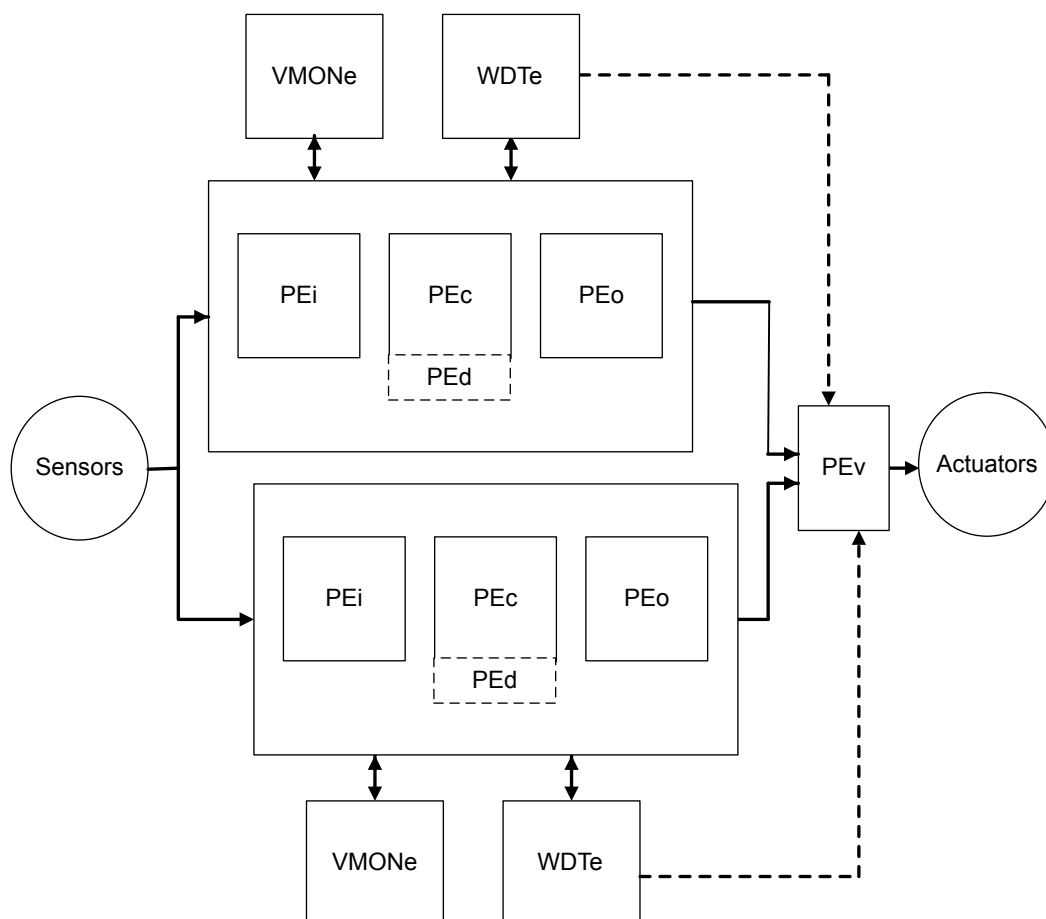 VMONe
WDTe
PEi
PEc
PEo
PEd
Sensors
PEv
Actuators
PEi
PEc
PEo
PEd
VMONe
WDTe